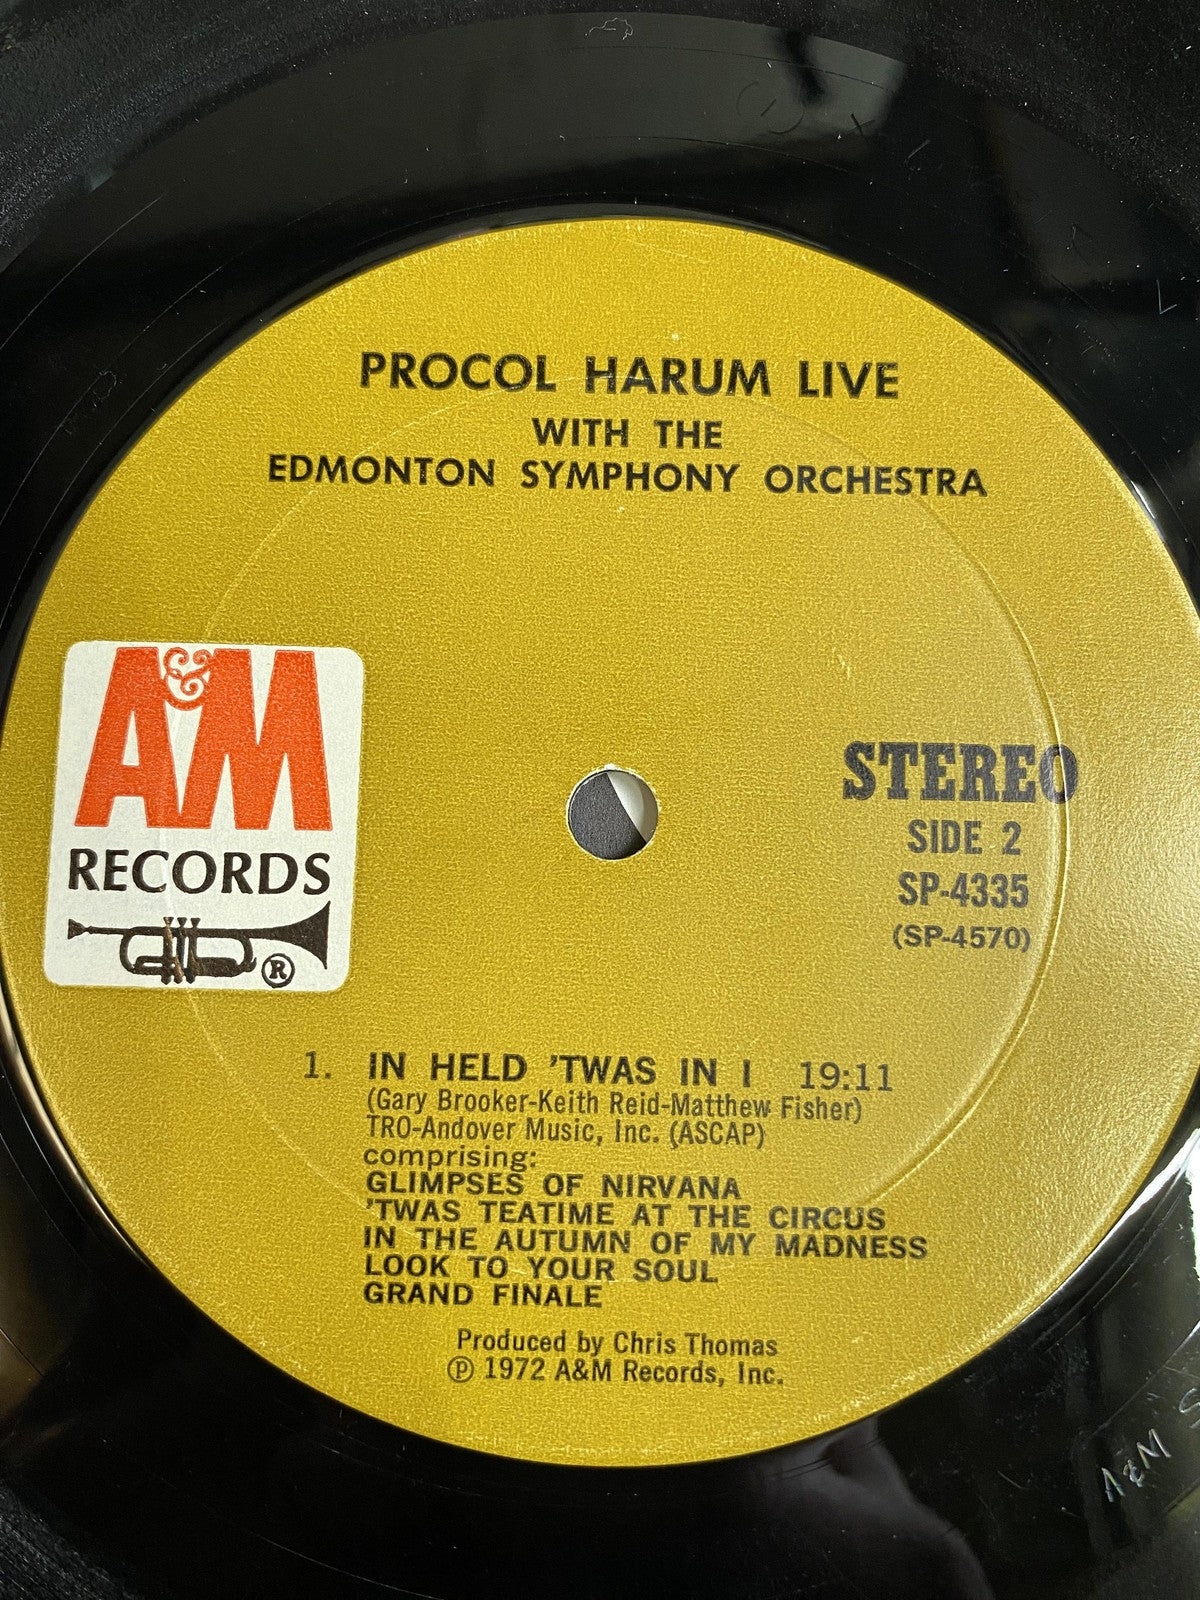 PROCOL HARUM LIVE
WITH THE
EDMONTON SYMPHONY ORCHESTRA
A&M
RECORDS
®
STEREO
SIDE 2
SP-4335
(SP-4570)
1. IN HELD 'TWAS IN I 19:11
(Gary Brooker-Keith Reid-Matthew Fisher)
TRO-Andover Music, Inc. (ASCAP)
comprising:
GLIMPSES OF NIRVANA
'TWAS TEATIME AT THE CIRCUS
IN THE AUTUMN OF MY MADNESS
LOOK TO YOUR SOUL
GRAND FINALE
Produced by Chris Thomas
℗ 1972 A&M Records, Inc.
A&M S